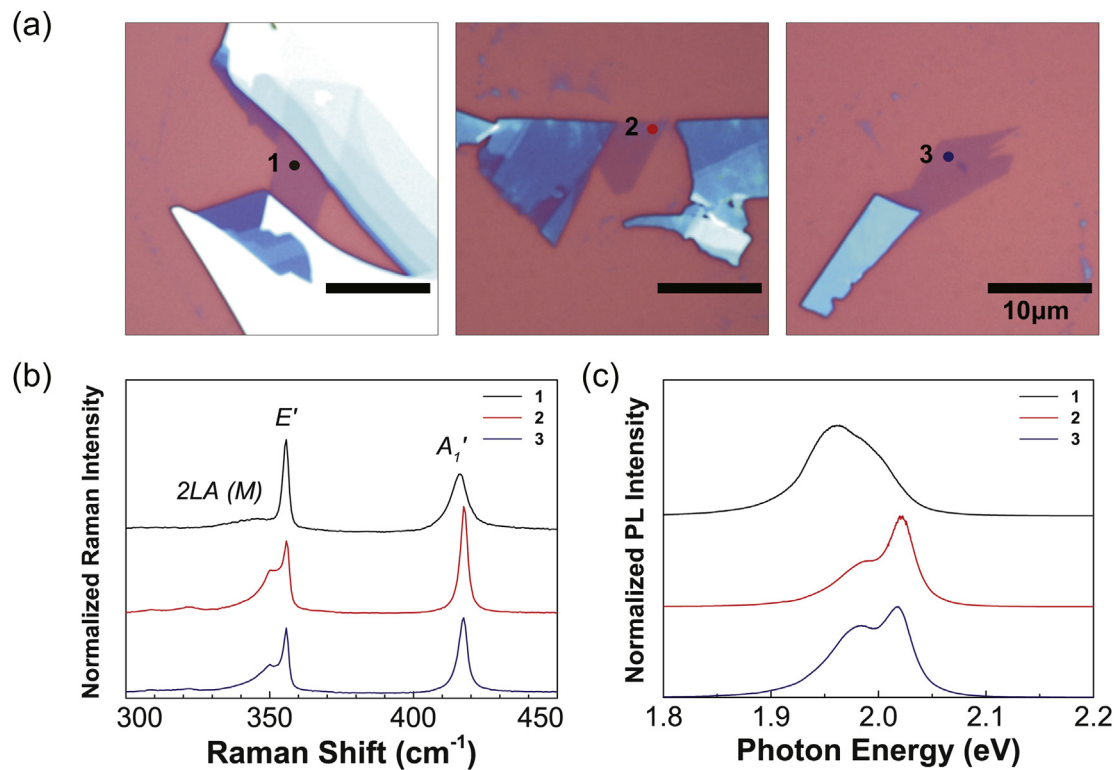 (a)
1
2
3
10μm
(b)
(c)
Normalized Raman Intensity
2LA (M)
E'
A₁'
1
2
3
300
350
400
450
Raman Shift (cm⁻¹)
Normalized PL Intensity
1
2
3
1.8
1.9
2.0
2.1
2.2
Photon Energy (eV)